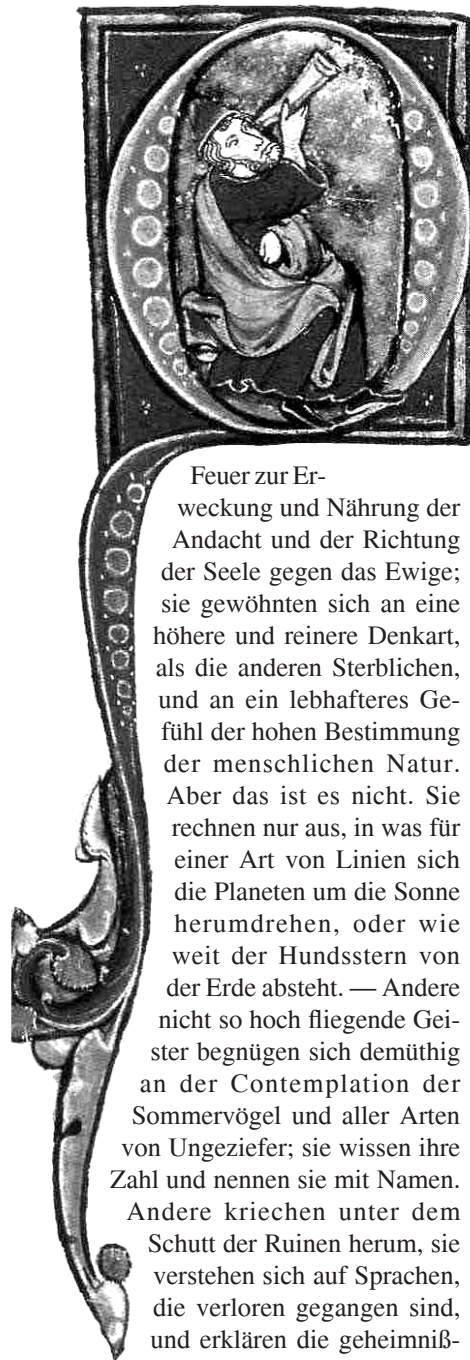 Feuer zur Er-
weckung und Nährung der
Andacht und der Richtung
der Seele gegen das Ewige;
sie gewöhnten sich an eine
höhere und reinere Denkart,
als die anderen Sterblichen,
und an ein lebhafteres Ge-
fühl der hohen Bestimmung
der menschlichen Natur.
Aber das ist es nicht. Sie
rechnen nur aus, in was für
einer Art von Linien sich
die Planeten um die Sonne
herumdrehen, oder wie
weit der Hundsstern von
der Erde absteht. — Andere
nicht so hoch fliegende Gei-
ster begnügen sich demüthig
an der Contemplation der
Sommervögel und aller Arten
von Ungeziefer; sie wissen ihre
Zahl und nennen sie mit Namen.
Andere kriechen unter dem
Schutt der Ruinen herum, sie
verstehen sich auf Sprachen,
die verloren gegangen sind,
und erklären die geheimniß-